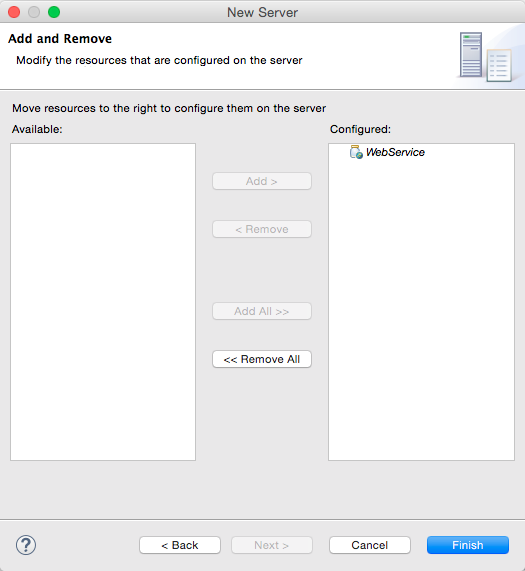 New Server
Add and Remove
Modify the resources that are configured on the server
Move resources to the right to configure them on the server
Available:
Configured:
WebService
Add >
< Remove
Add All >>
<< Remove All
?
< Back
Next >
Cancel
Finish